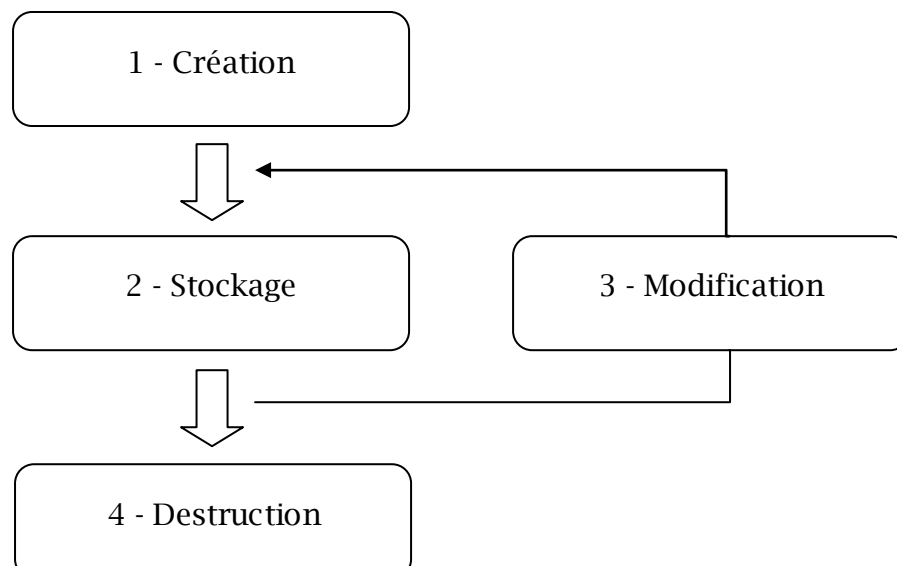 1 - Création
2 - Stockage
3 - Modification
4 - Destruction